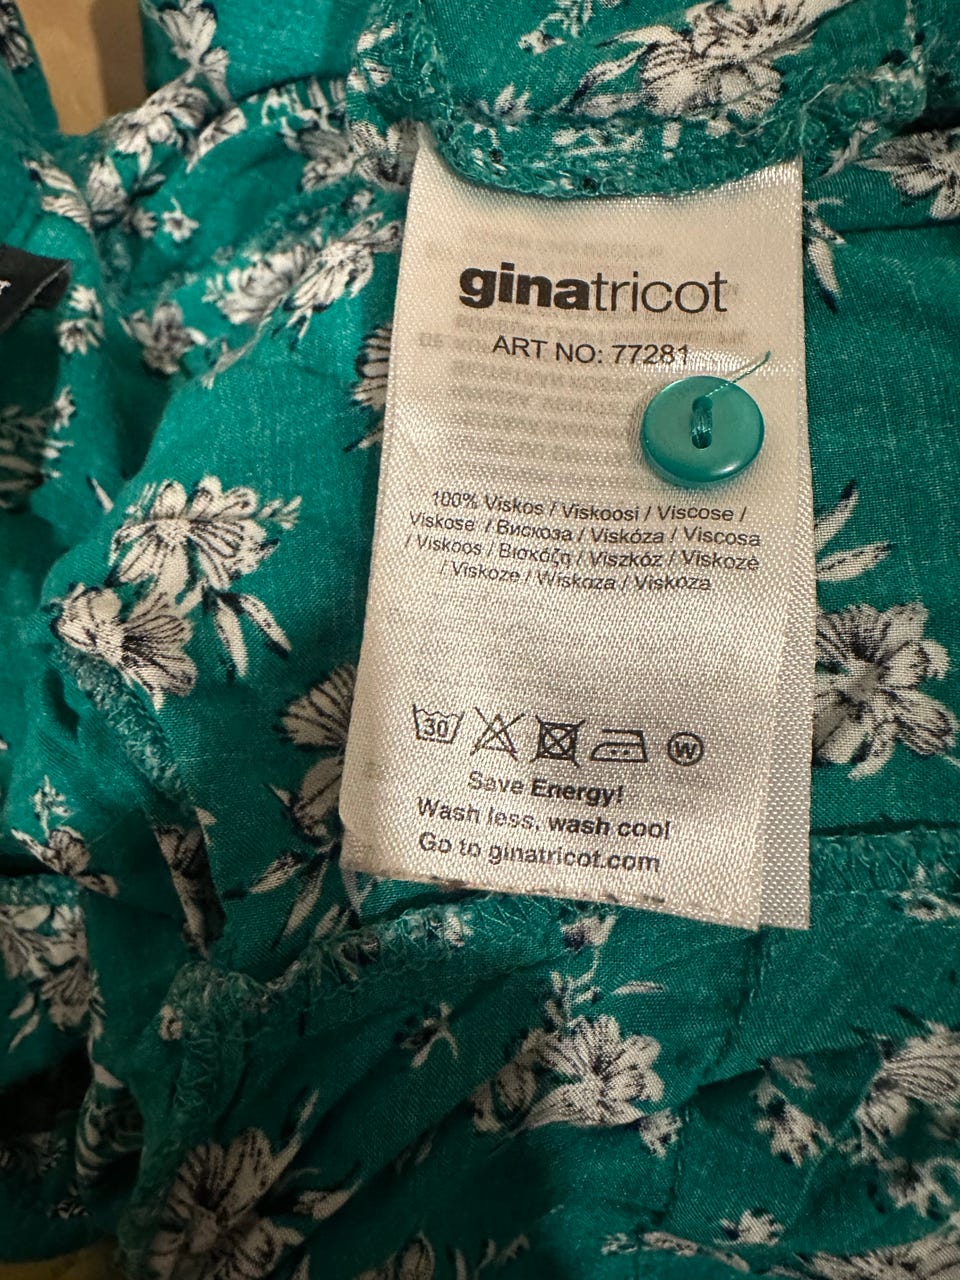 ginatricot
ART NO: 77281
100% Viskos / Viskoosi / Viscose /
Viskose / Вискоза / Viskóza / Viscosa
/ Viskoos / Βισκόζη / Viszkóz / Viskozė
/ Viskoze / Wiskoza / Viskoza
30
W
Save Energy!
Wash less, wash cool
Go to ginatricot.com